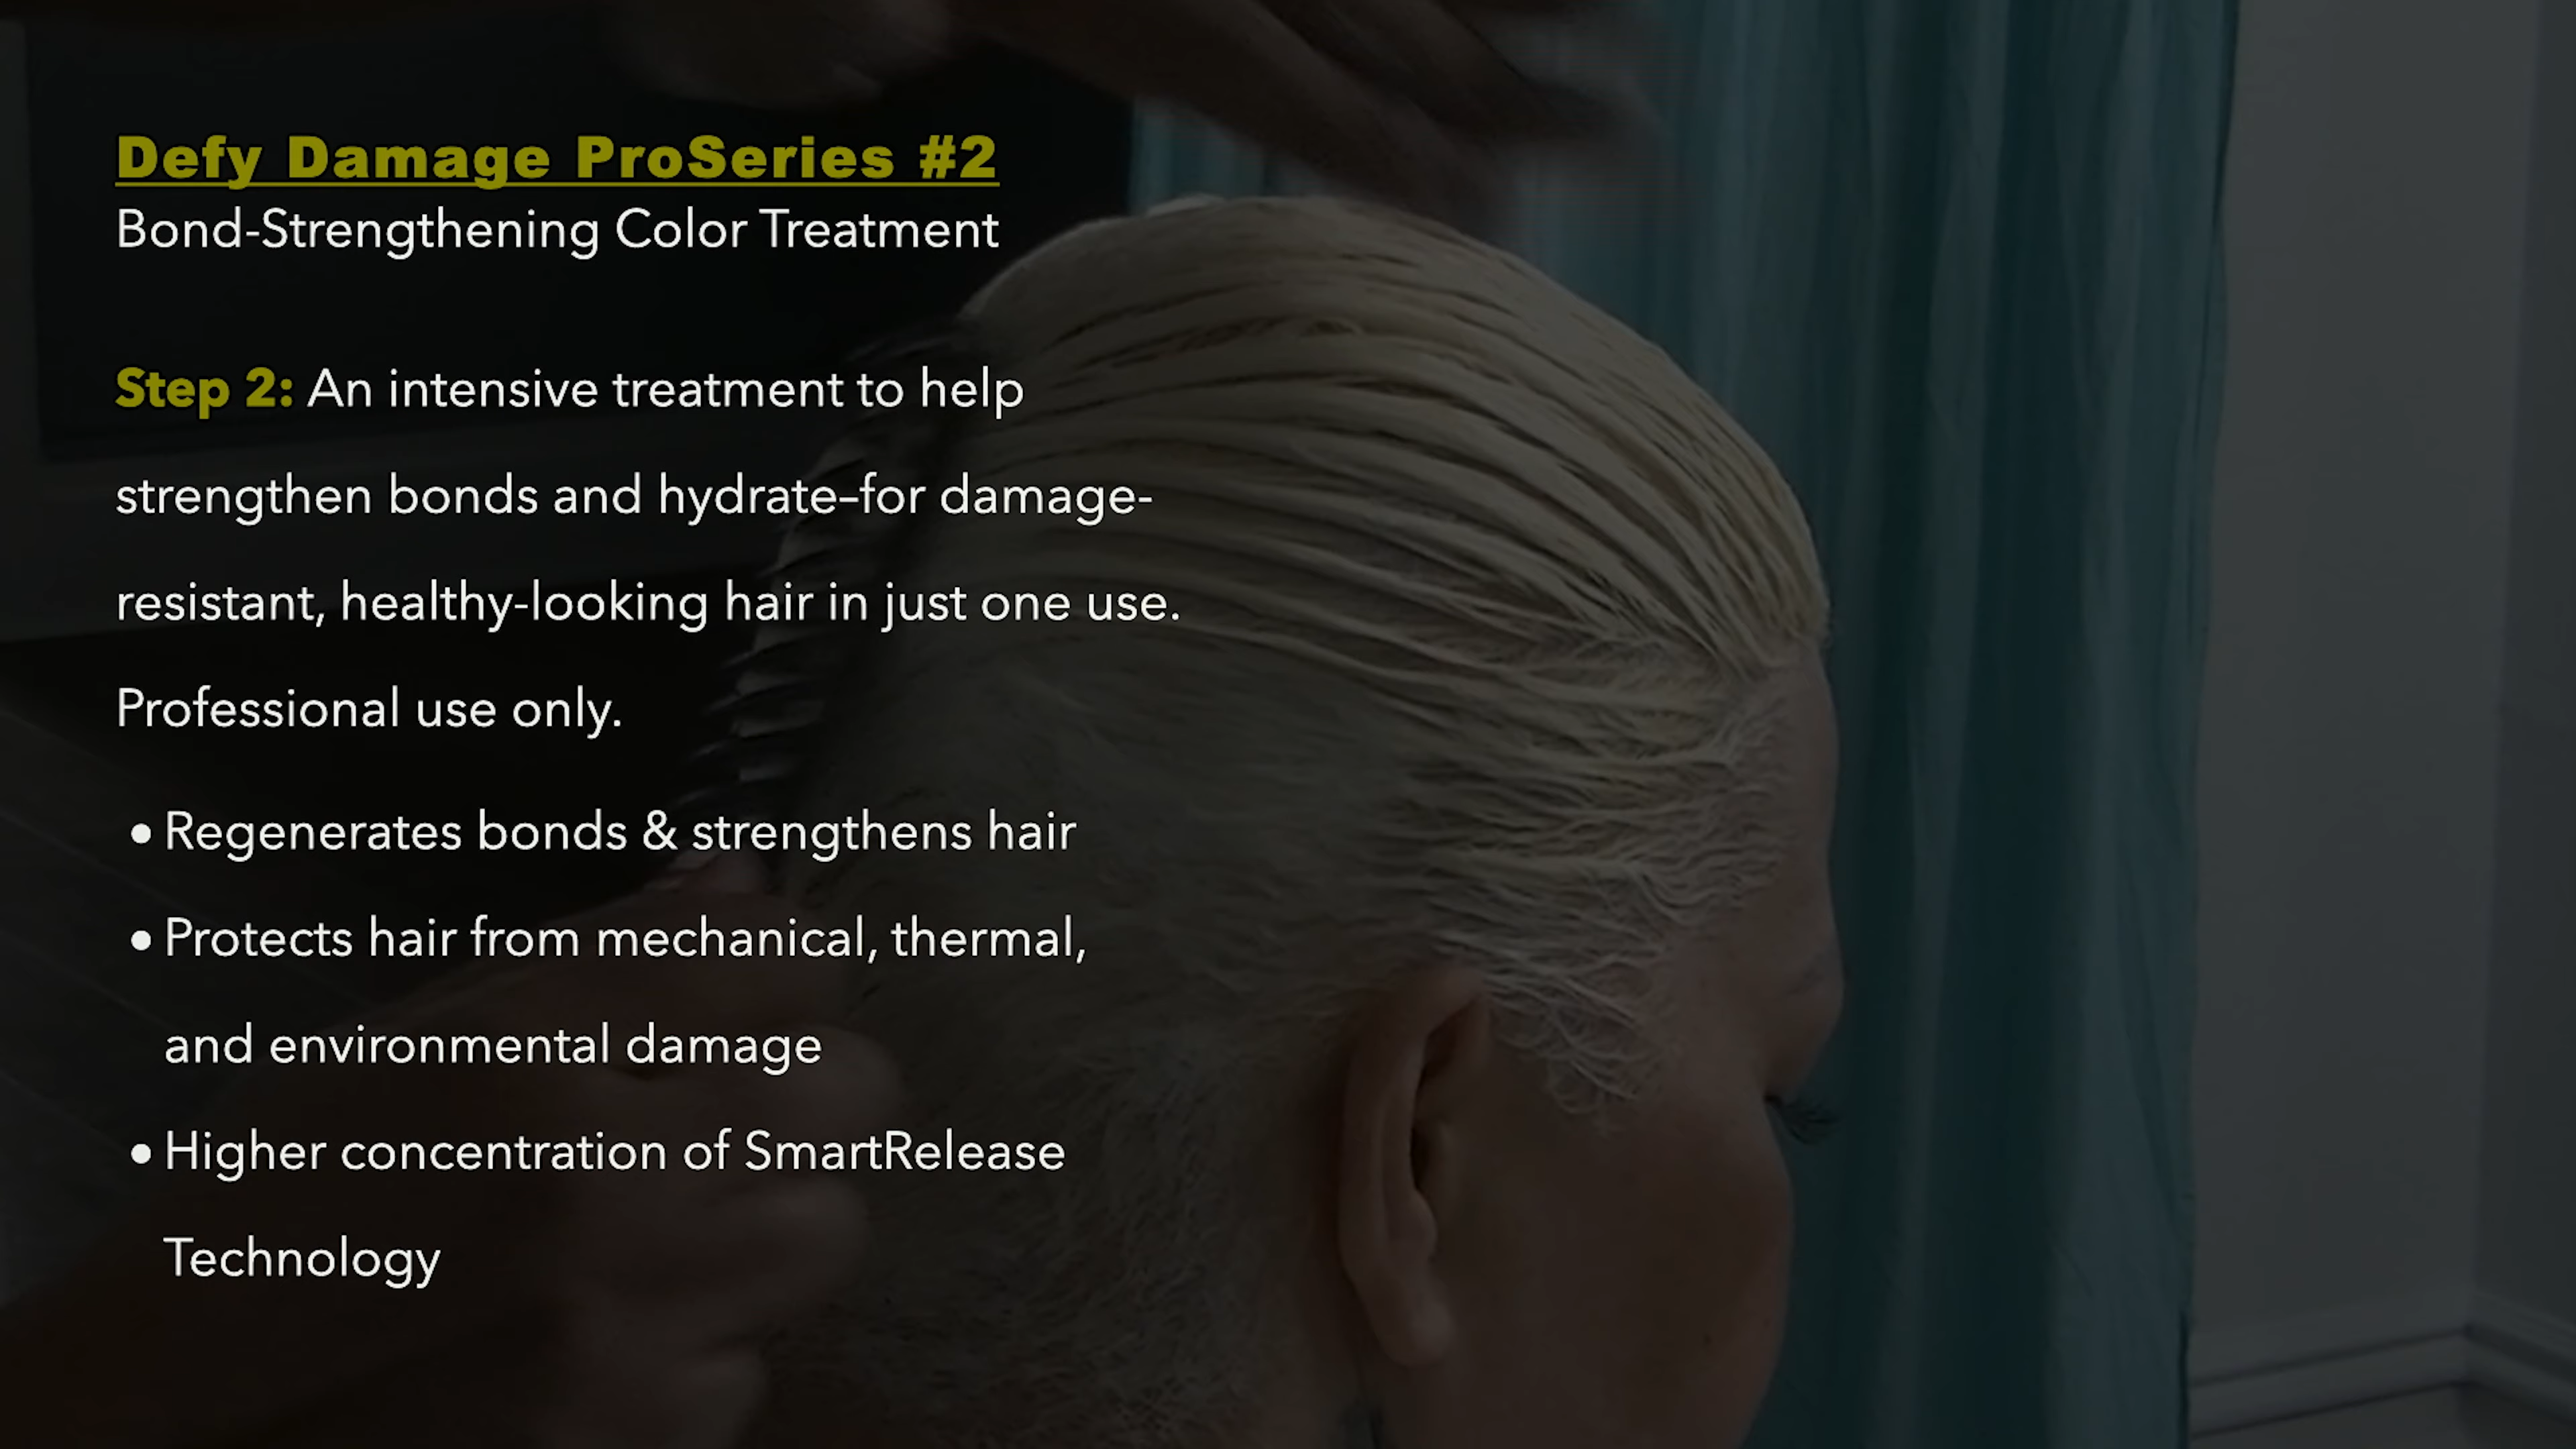 Defy Damage ProSeries #2
Bond-Strengthening Color Treatment
Step 2: An intensive treatment to help
strengthen bonds and hydrate–for damage-
resistant, healthy-looking hair in just one use.
Professional use only.
• Regenerates bonds & strengthens hair
• Protects hair from mechanical, thermal,
and environmental damage
• Higher concentration of SmartRelease
Technology